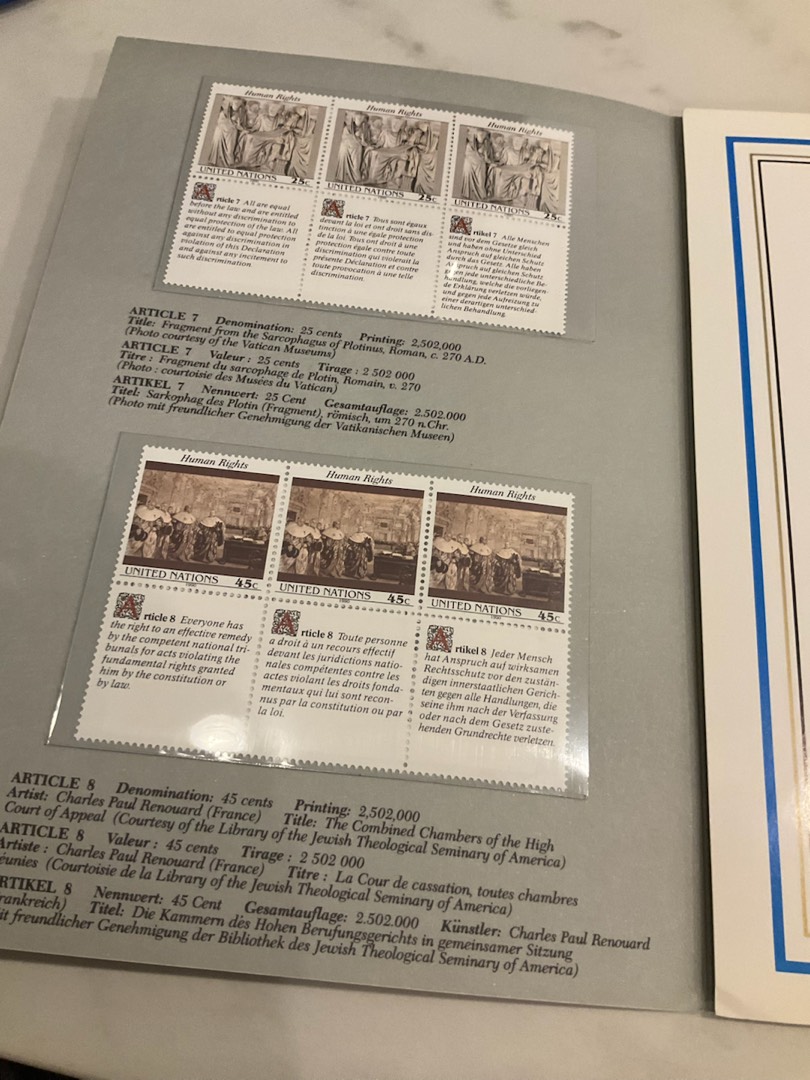 Human Rights
UNITED NATIONS 25c
Article 7 All are equal
before the law and are entitled
without any discrimination to
equal protection of the law. All
are entitled to equal protection
against any discrimination in
violation of this Declaration
and against any incitement to
such discrimination.
Human Rights
UNITED NATIONS 25c
Article 7 Tous sont égaux
devant la loi et ont droit sans dis-
tinction à une égale protection
de la loi. Tous ont droit à une
protection égale contre toute
discrimination qui violerait la
présente Déclaration et contre
toute provocation à une telle
discrimination.
Human Rights
UNITED NATIONS 25c
Artikel 7 Alle Menschen
sind vor dem Gesetze gleich
und haben ohne Unterschied
Anspruch auf gleichen Schutz
durch das Gesetz. Alle haben
Anspruch auf gleichen Schutz
gegen jede unterschiedliche Be-
handlung, welche die vorliegen-
de Erklärung verletzen würde,
und gegen jede Aufreizung zu
einer derartigen unterschied-
lichen Behandlung.
ARTICLE 7 Denomination: 25 cents Printing: 2,502,000
Title: Fragment from the Sarcophagus of Plotinus, Roman, c. 270 A.D.
(Photo courtesy of the Vatican Museums)
ARTICLE 7 Valeur : 25 cents Tirage : 2 502 000
Titre : Fragment du sarcophage de Plotin, Romain, v. 270
(Photo : courtoisie des Musées du Vatican)
ARTIKEL 7 Nennwert: 25 Cent Gesamtauflage: 2.502.000
Titel: Sarkophag des Plotin (Fragment), römisch, um 270 n.Chr.
(Photo mit freundlicher Genehmigung der Vatikanischen Museen)
Human Rights
UNITED NATIONS 45c
1990
Article 8 Everyone has
the right to an effective remedy
by the competent national tri-
bunals for acts violating the
fundamental rights granted
him by the constitution or
by law.
Human Rights
UNITED NATIONS 45c
1990
Article 8 Toute personne
a droit à un recours effectif
devant les juridictions natio-
nales compétentes contre les
actes violant les droits fonda-
mentaux qui lui sont recon-
nus par la constitution ou par
la loi.
Human Rights
UNITED NATIONS 45c
1990
Artikel 8 Jeder Mensch
hat Anspruch auf wirksamen
Rechtsschutz vor den zustän-
digen innerstaatlichen Gerich-
ten gegen alle Handlungen, die
seine ihm nach der Verfassung
oder nach dem Gesetz zuste-
henden Grundrechte verletzen.
ARTICLE 8 Denomination: 45 cents Printing: 2,502,000
Artist: Charles Paul Renouard (France) Title: The Combined Chambers of the High
Court of Appeal (Courtesy of the Library of the Jewish Theological Seminary of America)
ARTICLE 8 Valeur : 45 cents Tirage : 2 502 000
Artiste : Charles Paul Renouard (France) Titre : La Cour de cassation, toutes chambres
éunies (Courtoisie de la Library of the Jewish Theological Seminary of America)
RTIKEL 8 Nennwert: 45 Cent Gesamtauflage: 2.502.000 Künstler: Charles Paul Renouard
rankreich) Titel: Die Kammern des Hohen Berufungsgerichts in gemeinsamer Sitzung
it freundlicher Genehmigung der Bibliothek des Jewish Theological Seminary of America)